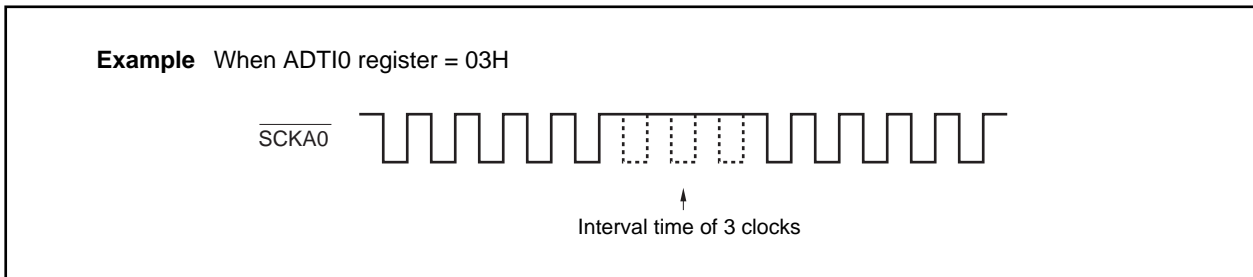 Example When ADTI0 register = 03H
SCKA0
Interval time of 3 clocks